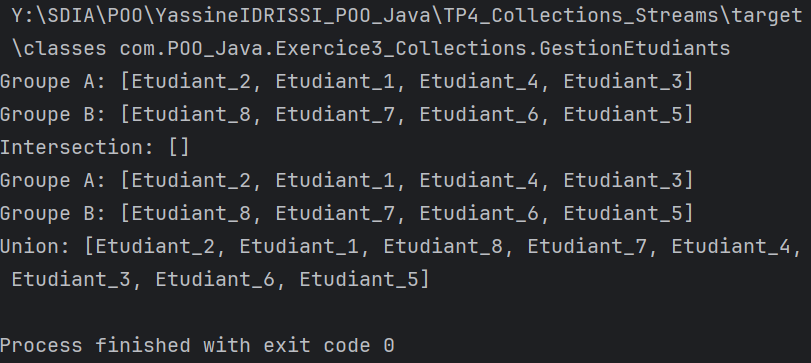 Y:\SDIA\POO\YassineIDRISSI_POO_Java\TP4_Collections_Streams\target
\classes com.POO_Java.Exercice3_Collections.GestionEtudiants
Groupe A: [Etudiant_2, Etudiant_1, Etudiant_4, Etudiant_3]
Groupe B: [Etudiant_8, Etudiant_7, Etudiant_6, Etudiant_5]
Intersection: []
Groupe A: [Etudiant_2, Etudiant_1, Etudiant_4, Etudiant_3]
Groupe B: [Etudiant_8, Etudiant_7, Etudiant_6, Etudiant_5]
Union: [Etudiant_2, Etudiant_1, Etudiant_8, Etudiant_7, Etudiant_4,
Etudiant_3, Etudiant_6, Etudiant_5]
Process finished with exit code 0